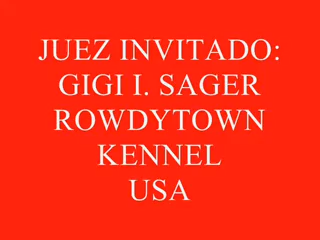 JUEZ INVITADO:
GIGI I. SAGER
ROWDYTOWN
KENNEL
USA